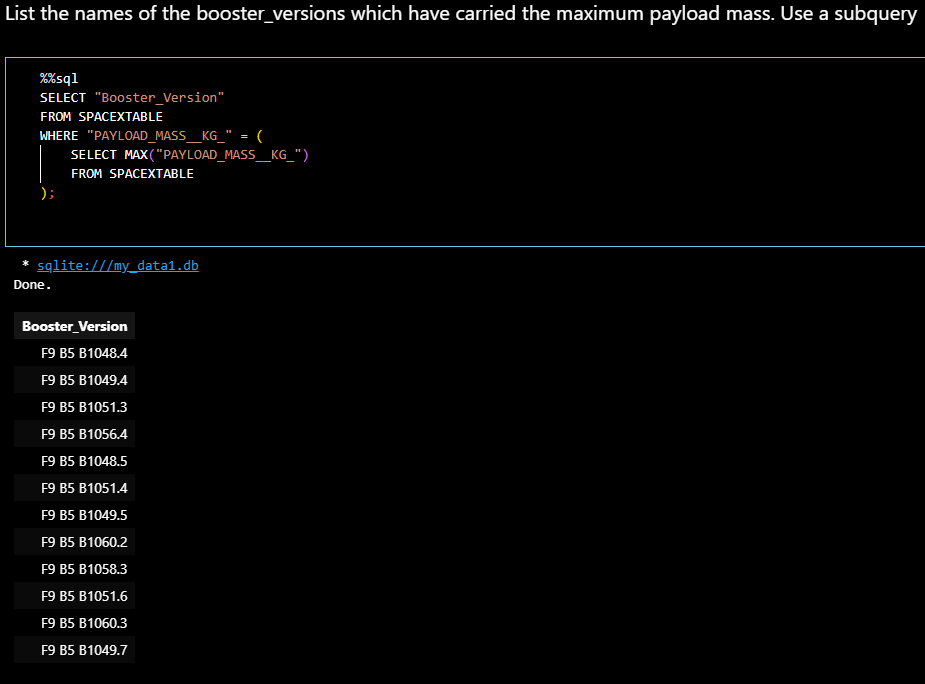 List the names of the booster_versions which have carried the maximum payload mass. Use a subquery
%%sql
SELECT "Booster_Version"
FROM SPACEXTABLE
WHERE "PAYLOAD_MASS__KG_" = (
SELECT MAX("PAYLOAD_MASS__KG_")
FROM SPACEXTABLE
);
* sqlite:///my_data1.db
Done.
Booster_Version
F9 B5 B1048.4
F9 B5 B1049.4
F9 B5 B1051.3
F9 B5 B1056.4
F9 B5 B1048.5
F9 B5 B1051.4
F9 B5 B1049.5
F9 B5 B1060.2
F9 B5 B1058.3
F9 B5 B1051.6
F9 B5 B1060.3
F9 B5 B1049.7